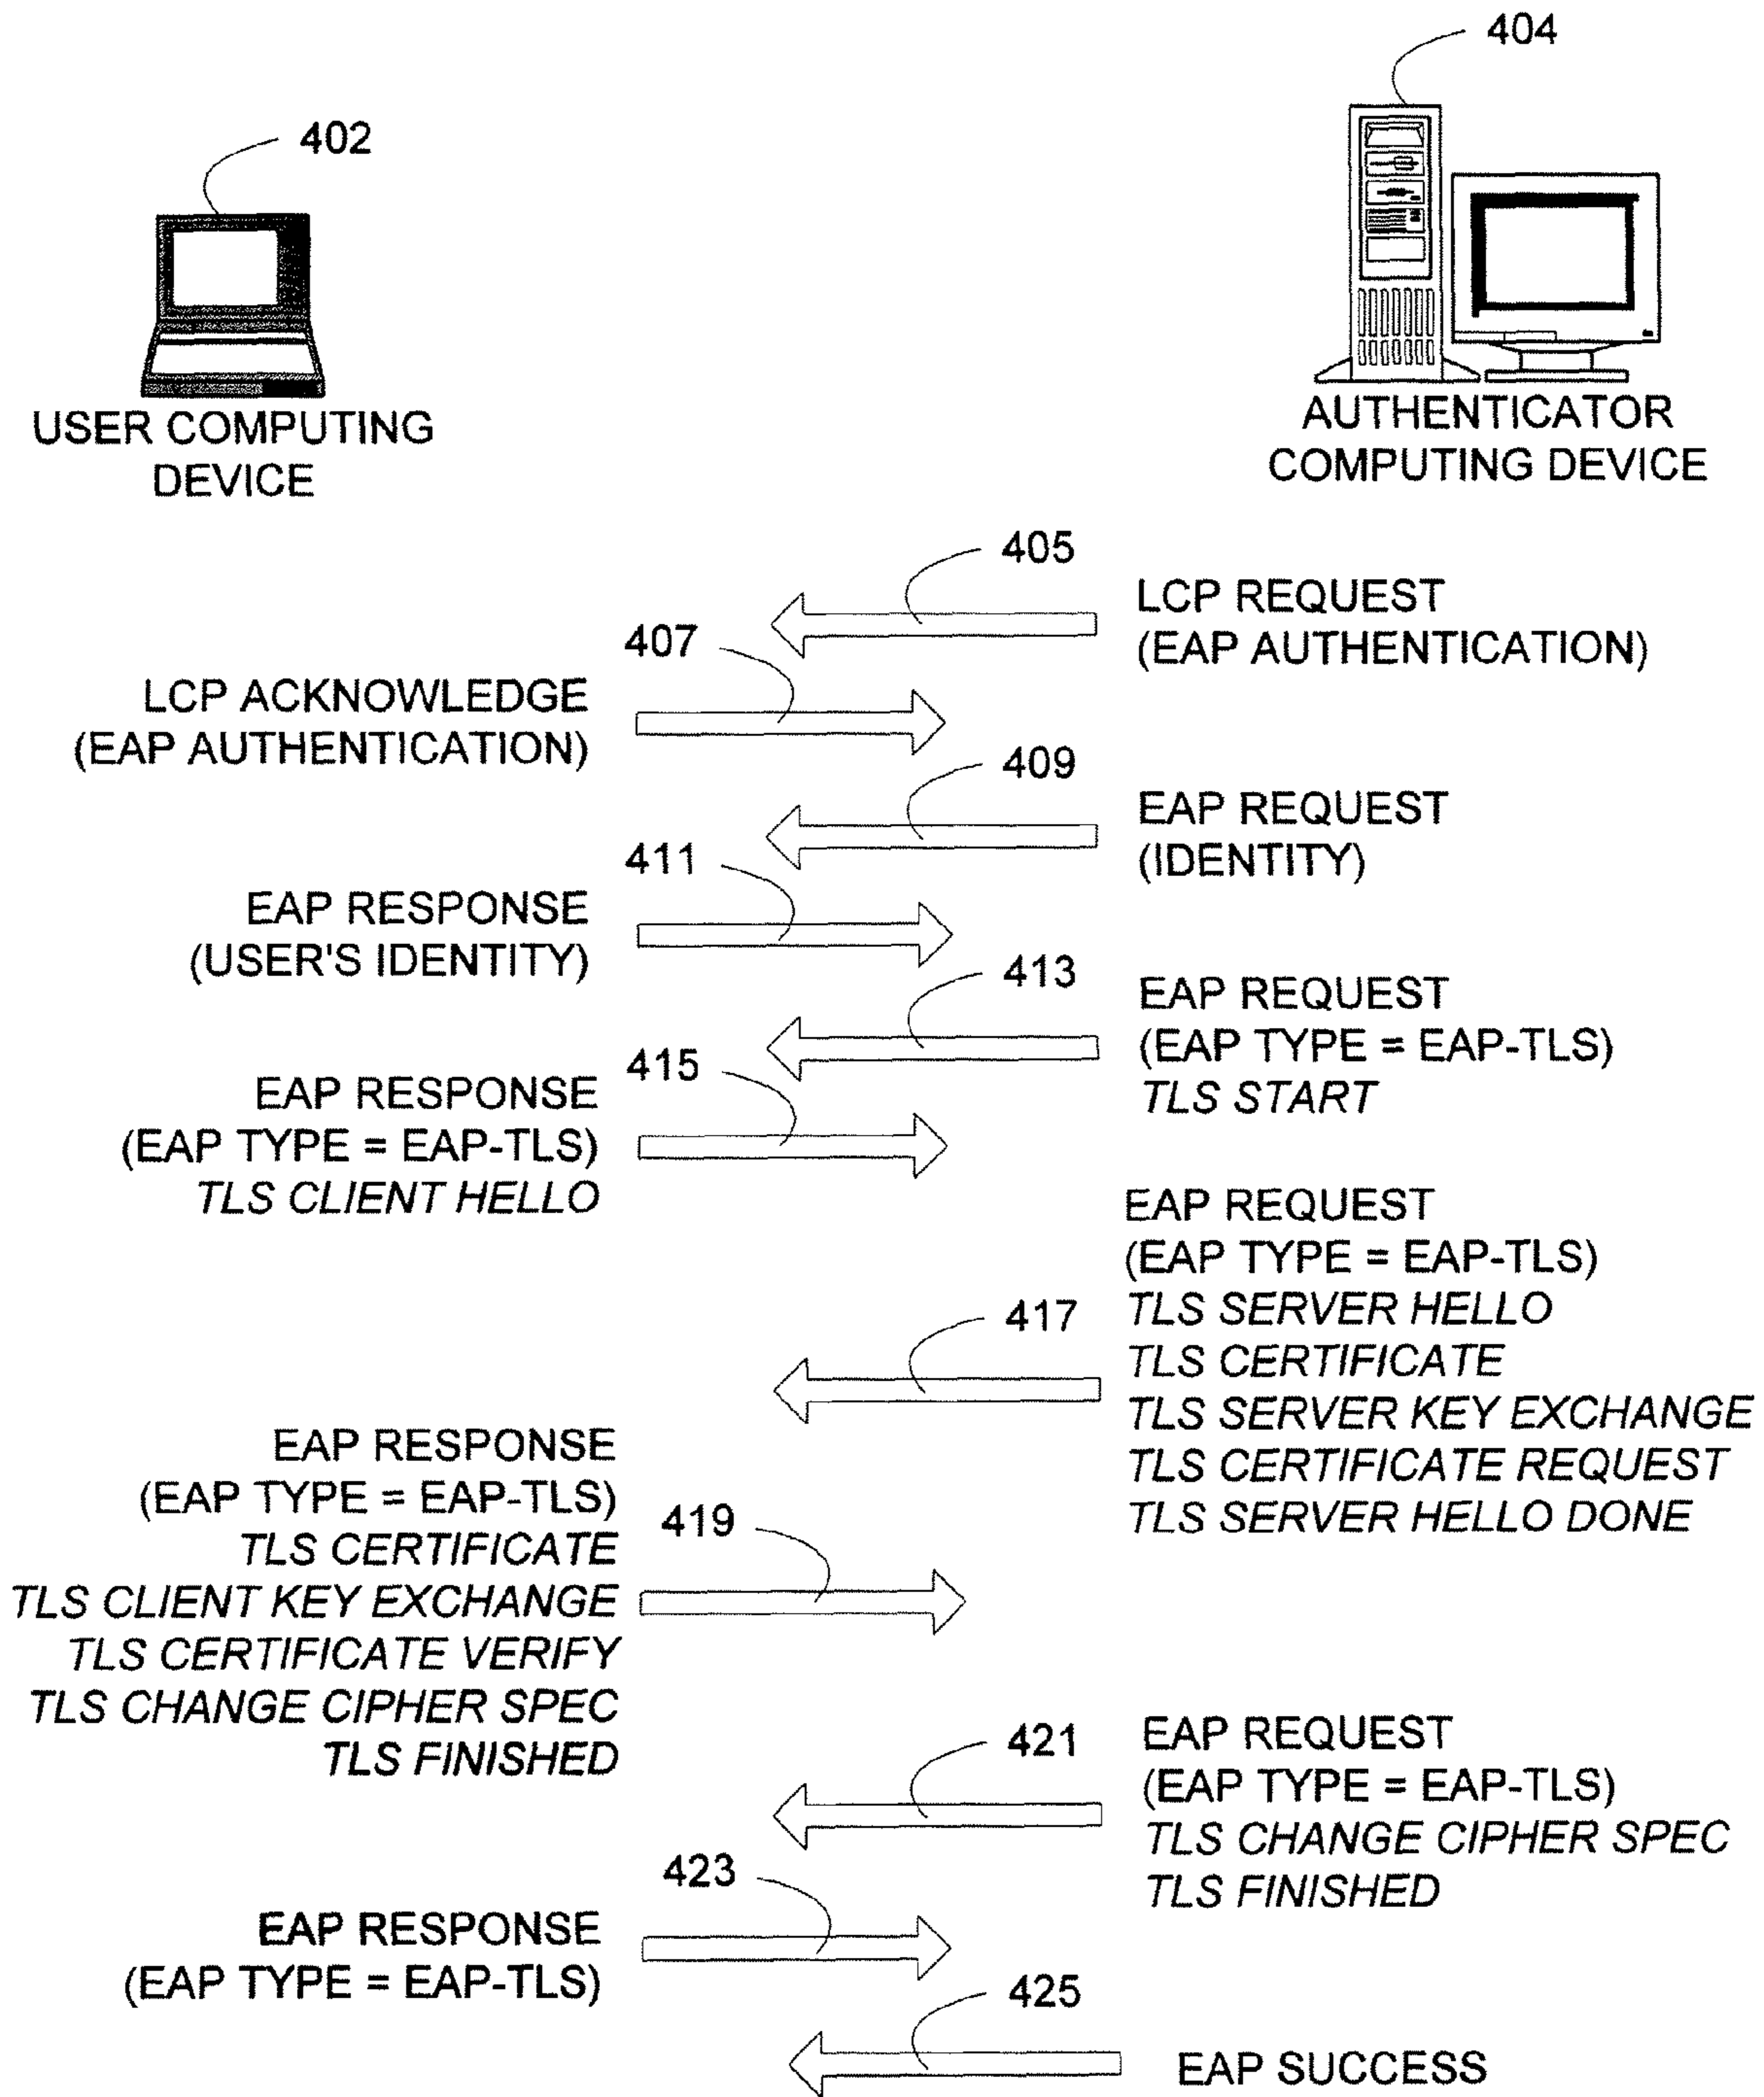 404
402
USER COMPUTING
DEVICE
AUTHENTICATOR
COMPUTING DEVICE
405
LCP REQUEST
(EAP AUTHENTICATION)
407
LCP ACKNOWLEDGE
(EAP AUTHENTICATION)
409
EAP REQUEST
(IDENTITY)
411
EAP RESPONSE
(USER'S IDENTITY)
413
EAP REQUEST
(EAP TYPE = EAP-TLS)
TLS START
415
EAP RESPONSE
(EAP TYPE = EAP-TLS)
TLS CLIENT HELLO
417
EAP REQUEST
(EAP TYPE = EAP-TLS)
TLS SERVER HELLO
TLS CERTIFICATE
TLS SERVER KEY EXCHANGE
TLS CERTIFICATE REQUEST
TLS SERVER HELLO DONE
419
EAP RESPONSE
(EAP TYPE = EAP-TLS)
TLS CERTIFICATE
TLS CLIENT KEY EXCHANGE
TLS CERTIFICATE VERIFY
TLS CHANGE CIPHER SPEC
TLS FINISHED
421
EAP REQUEST
(EAP TYPE = EAP-TLS)
TLS CHANGE CIPHER SPEC
TLS FINISHED
423
EAP RESPONSE
(EAP TYPE = EAP-TLS)
425
EAP SUCCESS